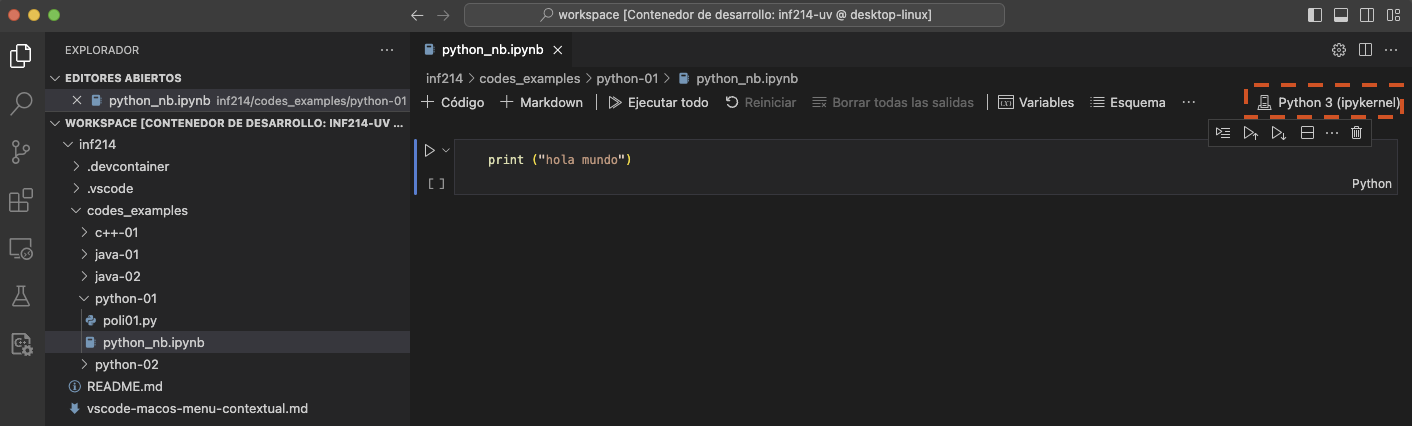 workspace [Contenedor de desarrollo: inf214-uv @ desktop-linux]
EXPLORADOR
EDITORES ABIERTOS
python_nb.ipynb inf214/codes_examples/python-01
WORKSPACE [CONTENEDOR DE DESARROLLO: INF214-UV ...
inf214
.devcontainer
.vscode
codes_examples
c++-01
java-01
java-02
python-01
poli01.py
python_nb.ipynb
python-02
README.md
vscode-macos-menu-contextual.md
python_nb.ipynb
inf214 > codes_examples > python-01 > python_nb.ipynb
+ Código + Markdown | Ejecutar todo Reiniciar Borrar todas las salidas | Variables Esquema ... Python 3 (ipykernel)
print ("hola mundo")
[ ]
Python